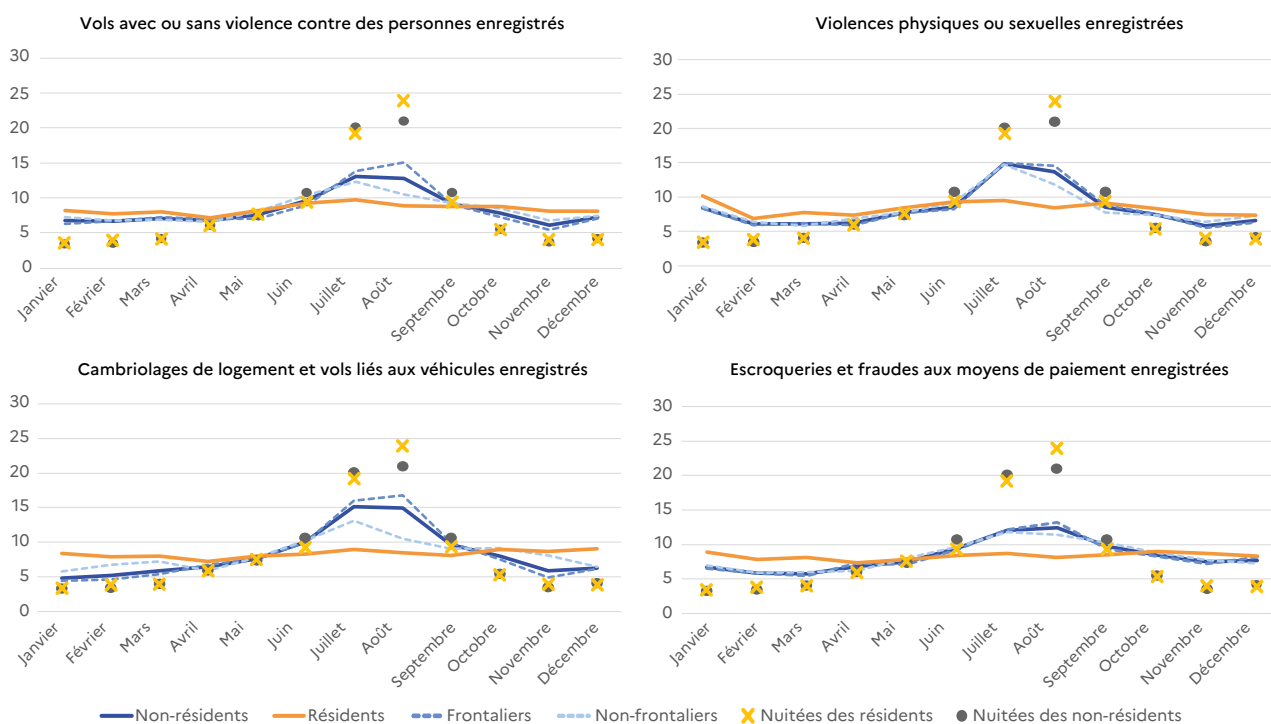 Vols avec ou sans violence contre des personnes enregistrés
30
25
20
15
10
5
0
Janvier
Février
Mars
Avril
Mai
Juin
Juillet
Août
Septembre
Octobre
Novembre
Décembre
Violences physiques ou sexuelles enregistrées
30
25
20
15
10
5
0
Janvier
Février
Mars
Avril
Mai
Juin
Juillet
Août
Septembre
Octobre
Novembre
Décembre
Cambriolages de logement et vols liés aux véhicules enregistrés
30
25
20
15
10
5
0
Janvier
Février
Mars
Avril
Mai
Juin
Juillet
Août
Septembre
Octobre
Novembre
Décembre
Escroqueries et fraudes aux moyens de paiement enregistrées
30
25
20
15
10
5
0
Janvier
Février
Mars
Avril
Mai
Juin
Juillet
Août
Septembre
Octobre
Novembre
Décembre
Non-résidents Résidents Frontaliers Non-frontaliers Nuitées des résidents Nuitées des non-résidents